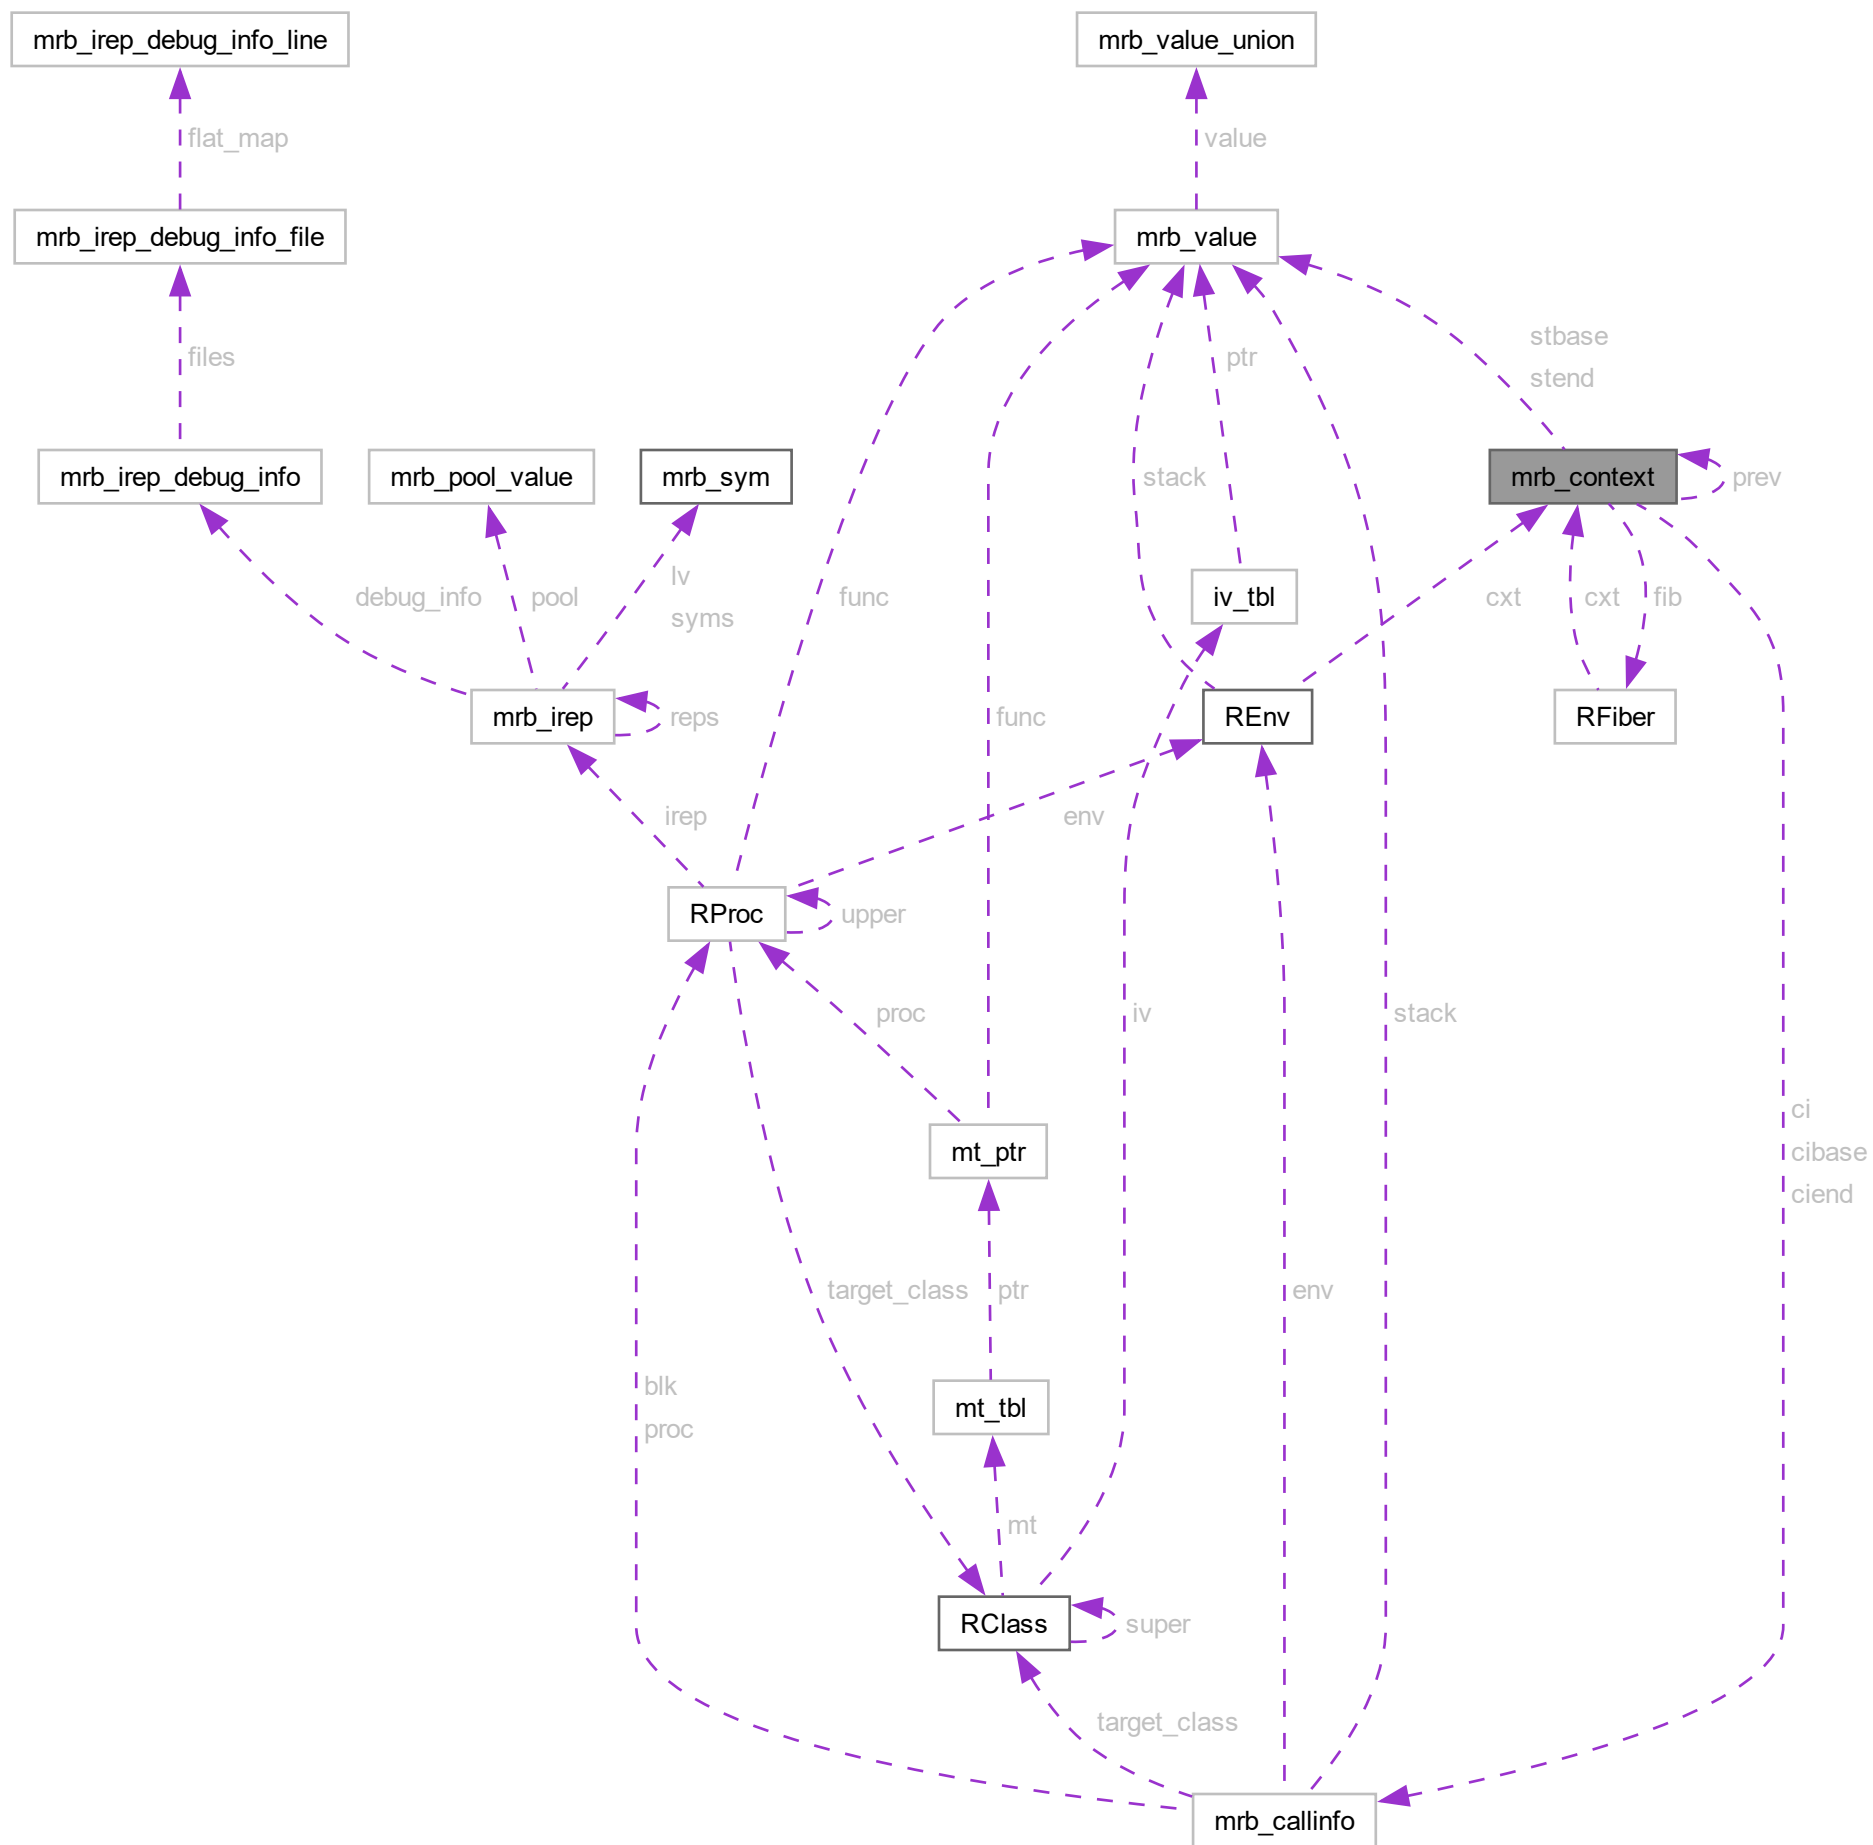 mrb_irep_debug_info_line
mrb_value_union
flat_map
value
mrb_irep_debug_info_file
mrb_value
files
ptr
stbase
stend
mrb_irep_debug_info
mrb_pool_value
mrb_sym
stack
mrb_context
prev
debug_info
pool
lv
syms
func
iv_tbl
cxt
cxt
fib
mrb_irep
reps
func
REnv
RFiber
irep
env
RProc
upper
proc
iv
stack
mt_ptr
ci
cibase
ciend
target_class
ptr
env
blk
proc
mt_tbl
mt
RClass
super
target_class
mrb_callinfo